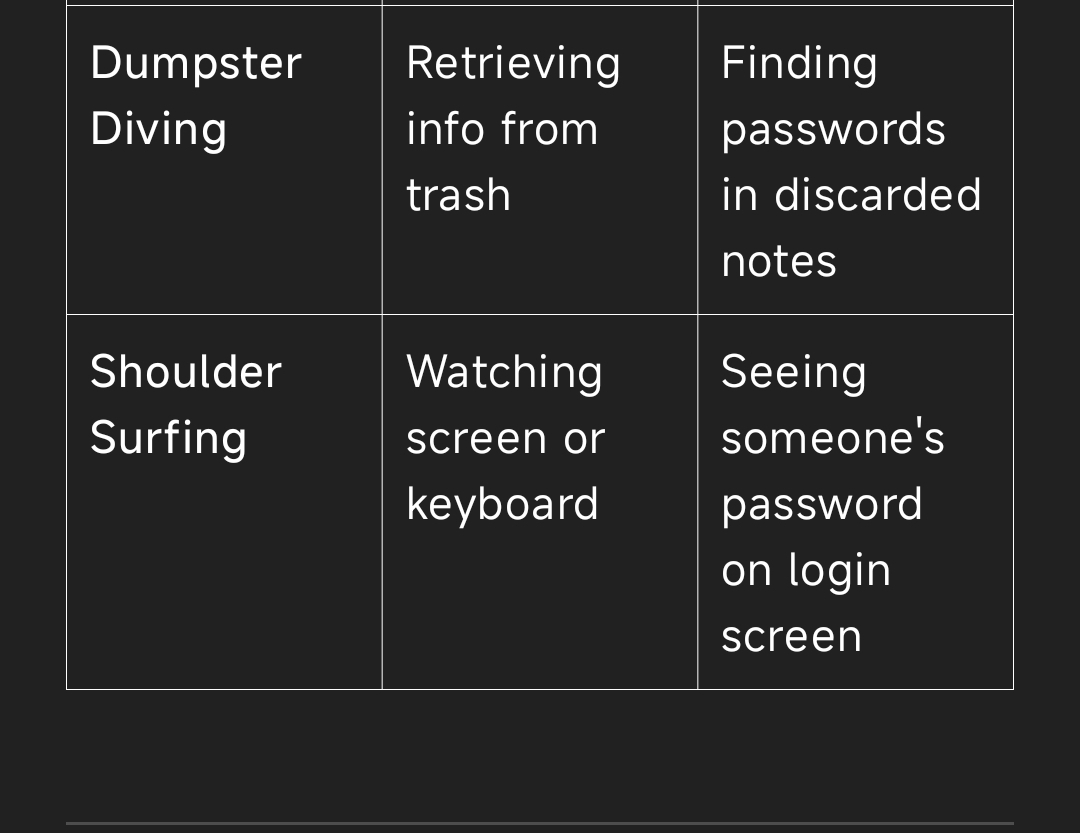 Dumpster
Diving
Retrieving
info from
trash
Finding
passwords
in discarded
notes
Shoulder
Surfing
Watching
screen or
keyboard
Seeing
someone's
password
on login
screen